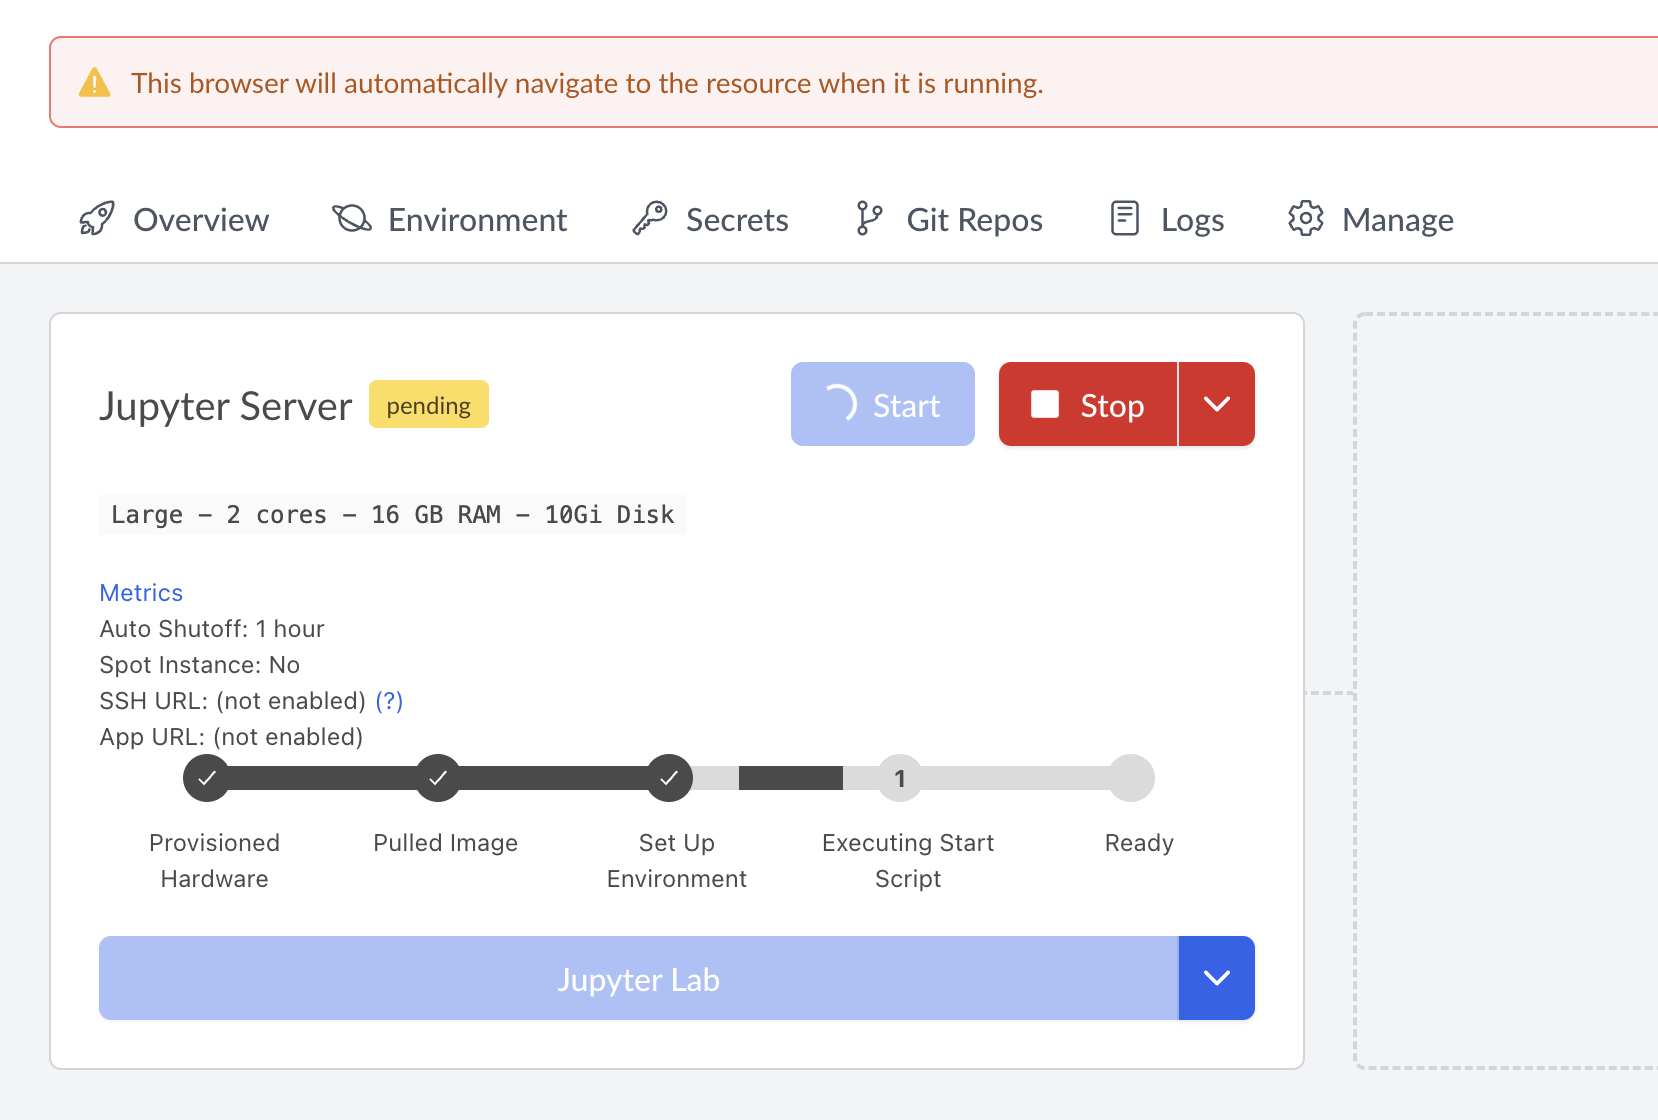 This browser will automatically navigate to the resource when it is running.
Overview Environment Secrets Git Repos Logs Manage
Jupyter Server pending Start Stop
Large – 2 cores – 16 GB RAM – 10Gi Disk
Metrics
Auto Shutoff: 1 hour
Spot Instance: No
SSH URL: (not enabled) (?)
App URL: (not enabled)
1
Provisioned Hardware
Pulled Image
Set Up Environment
Executing Start Script
Ready
Jupyter Lab